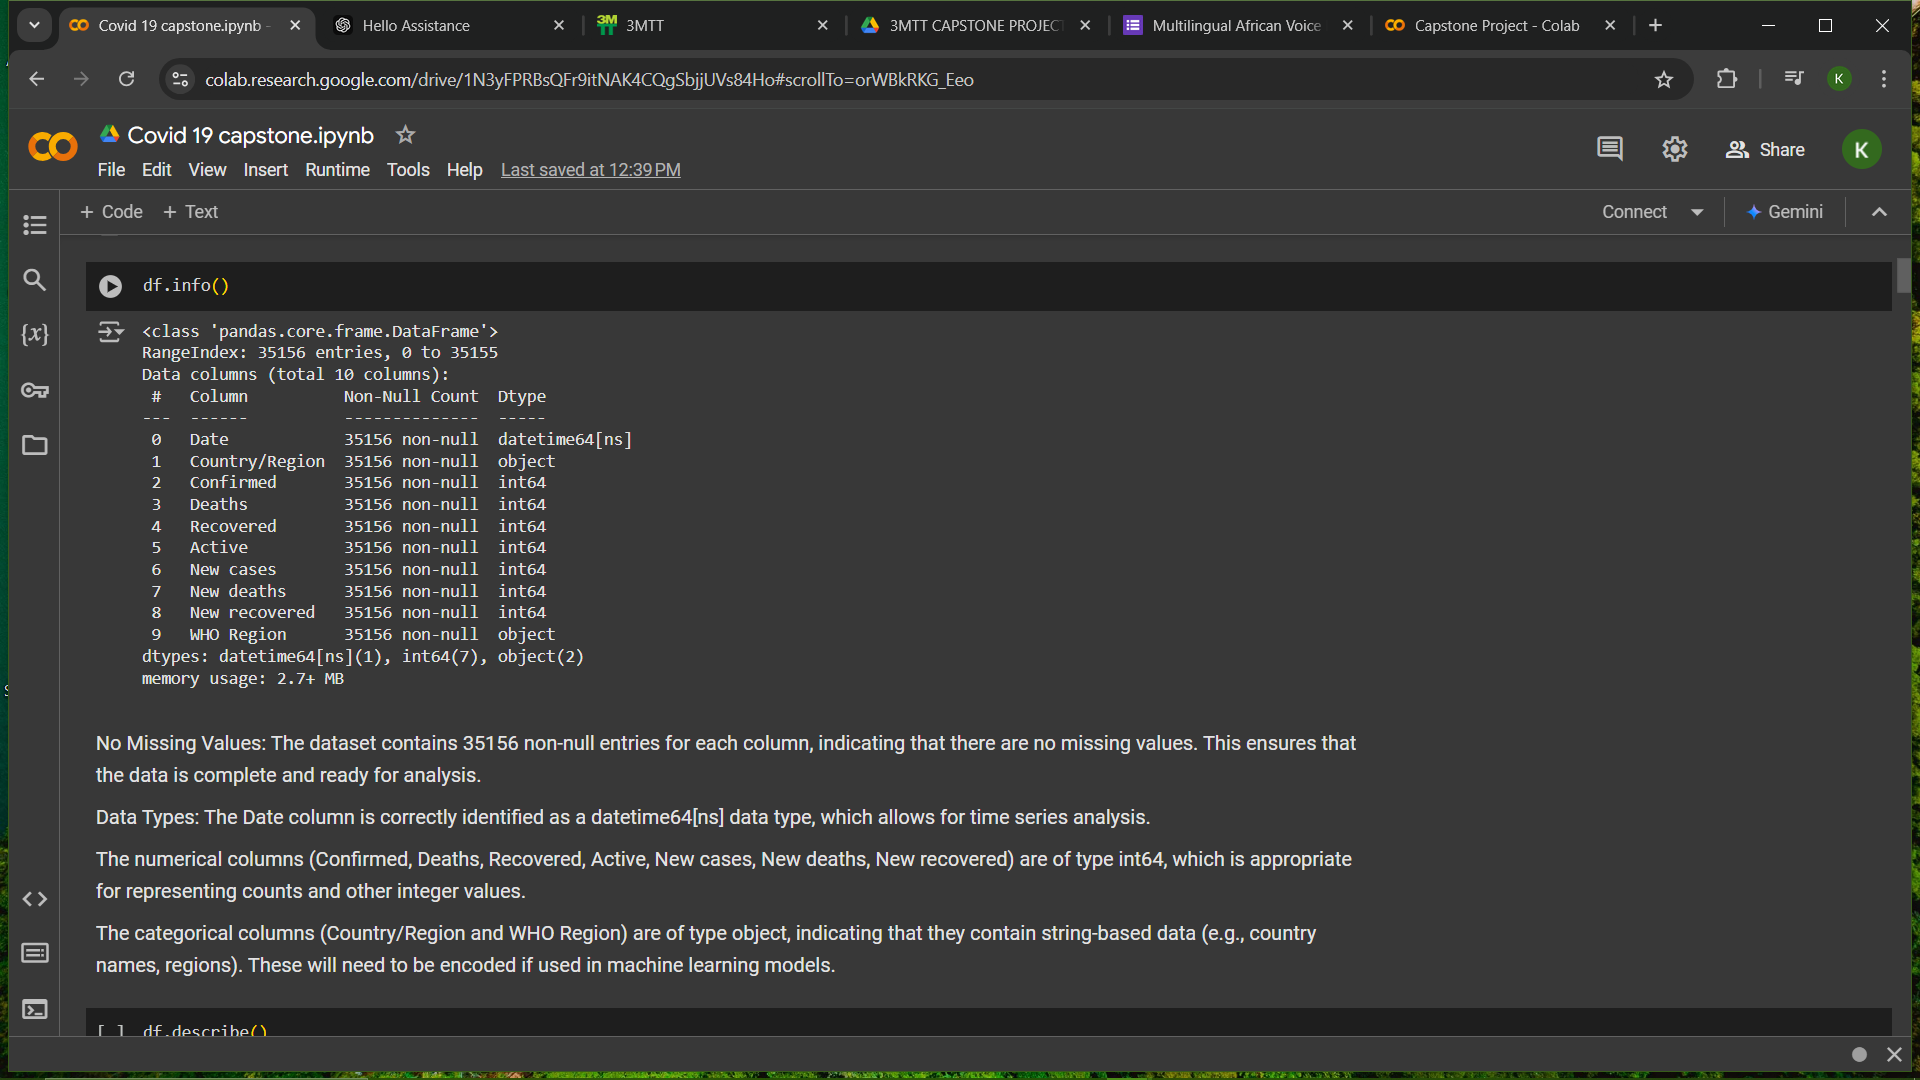 Covid 19 capstone.ipynb -
Hello Assistance
3MTT
3MTT CAPSTONE PROJEC
Multilingual African Voice
Capstone Project - Colab
colab.research.google.com/drive/1N3yFPRBsQFr9itNAK4CQgSbjjUVs84Ho#scrollTo=orWBkRKG_Eeo
K
Covid 19 capstone.ipynb
File Edit View Insert Runtime Tools Help Last saved at 12:39 PM
Share
K
+ Code + Text
Connect
Gemini
df.info()
<class 'pandas.core.frame.DataFrame'>
RangeIndex: 35156 entries, 0 to 35155
Data columns (total 10 columns):
# Column Non-Null Count Dtype
--- ------ -------------- -----
0 Date 35156 non-null datetime64[ns]
1 Country/Region 35156 non-null object
2 Confirmed 35156 non-null int64
3 Deaths 35156 non-null int64
4 Recovered 35156 non-null int64
5 Active 35156 non-null int64
6 New cases 35156 non-null int64
7 New deaths 35156 non-null int64
8 New recovered 35156 non-null int64
9 WHO Region 35156 non-null object
dtypes: datetime64[ns](1), int64(7), object(2)
memory usage: 2.7+ MB
No Missing Values: The dataset contains 35156 non-null entries for each column, indicating that there are no missing values. This ensures that
the data is complete and ready for analysis.
Data Types: The Date column is correctly identified as a datetime64[ns] data type, which allows for time series analysis.
The numerical columns (Confirmed, Deaths, Recovered, Active, New cases, New deaths, New recovered) are of type int64, which is appropriate
for representing counts and other integer values.
The categorical columns (Country/Region and WHO Region) are of type object, indicating that they contain string-based data (e.g., country
names, regions). These will need to be encoded if used in machine learning models.
[ ] df.describe()